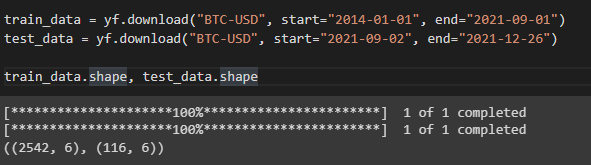 train_data = yf.download("BTC-USD", start="2014-01-01", end="2021-09-01")
test_data = yf.download("BTC-USD", start="2021-09-02", end="2021-12-26")
train_data.shape, test_data.shape
[*********************100%***********************]  1 of 1 completed
[*********************100%***********************]  1 of 1 completed
((2542, 6), (116, 6))